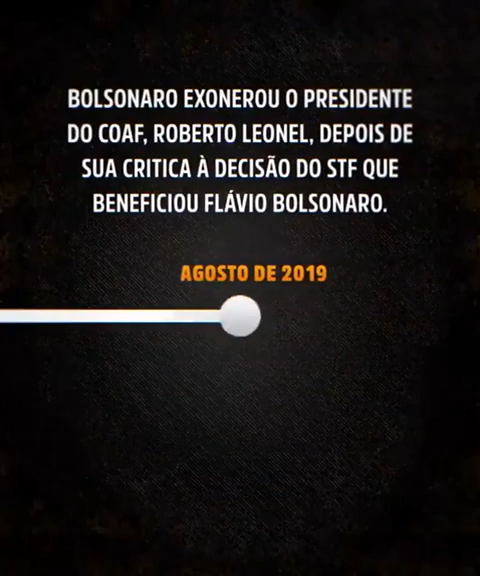 BOLSONARO EXONEROU O PRESIDENTE
DO COAF, ROBERTO LEONEL, DEPOIS DE
SUA CRITICA À DECISÃO DO STF QUE
BENEFICIOU FLÁVIO BOLSONARO.
AGOSTO DE 2019